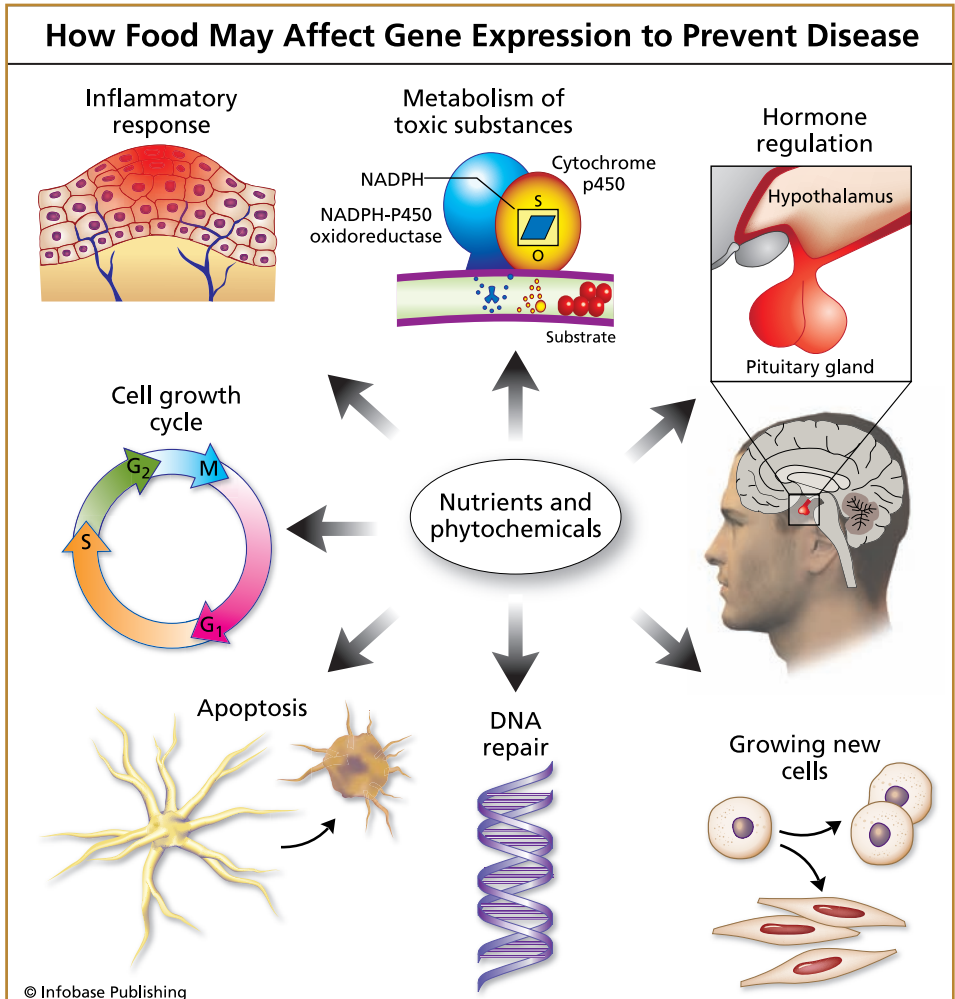 How Food May Affect Gene Expression to Prevent Disease
Inflammatory
response
Metabolism of
toxic substances
NADPH
Cytochrome
p450
NADPH-P450
oxidoreductase
S
O
Substrate
Hormone
regulation
Hypothalamus
Pituitary gland
Cell growth
cycle
G2
M
S
G1
Nutrients and
phytochemicals
Apoptosis
DNA
repair
Growing new
cells
© Infobase Publishing